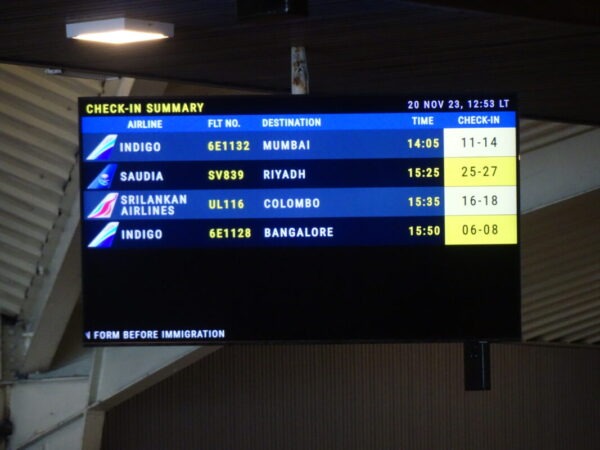 CHECK-IN SUMMARY 20 NOV 23, 12:53 LT
AIRLINE FLT NO. DESTINATION TIME CHECK-IN
INDIGO 6E1132 MUMBAI 14:05 11-14
SAUDIA SV839 RIYADH 15:25 25-27
SRILANKAN AIRLINES UL116 COLOMBO 15:35 16-18
INDIGO 6E1128 BANGALORE 15:50 06-08
FORM BEFORE IMMIGRATION